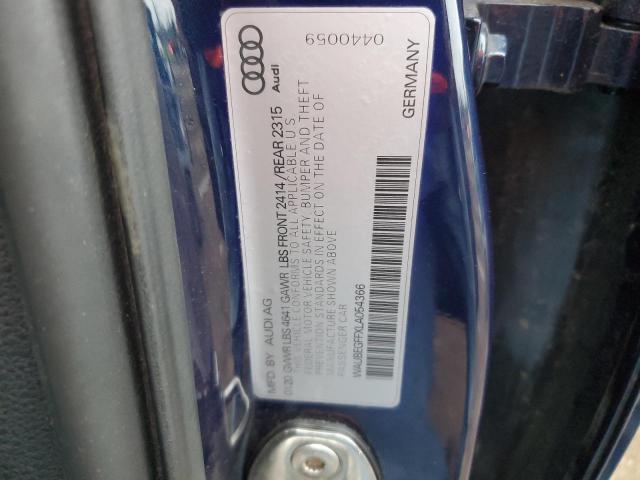 Audi
0440059
MFD. BY AUDI AG
01/20 GVWR LBS 4641 GAWR LBS FRONT 2414 / REAR 2315
THIS VEHICLE CONFORMS TO ALL APPLICABLE U.S.
FEDERAL MOTOR VEHICLE SAFETY, BUMPER AND THEFT
PREVENTION STANDARDS IN EFFECT ON THE DATE OF
MANUFACTURE SHOWN ABOVE
PASSENGER CAR
GERMANY
WAUBEGFFXLA054366